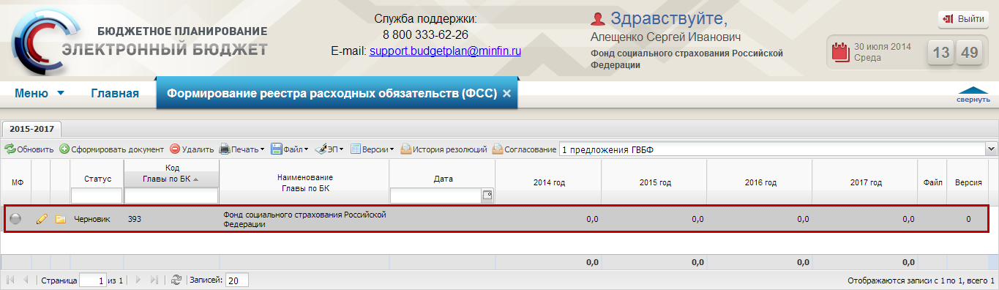 БЮДЖЕТНОЕ ПЛАНИРОВАНИЕ
ЭЛЕКТРОННЫЙ БЮДЖЕТ
Служба поддержки:
8 800 333-62-26
E-mail: support.budgetplan@minfin.ru
Здравствуйте,
Алещенко Сергей Иванович
Фонд социального страхования Российской
Федерации
Выйти
30 июля 2014
Среда
13 49
Меню Главная Формирование реестра расходных обязательств (ФСС) свернуть
2015-2017
Обновить Сформировать документ Удалить Печать Файл ЭП Версии История резолюций Согласование 1 предложения ГВБФ
МФ Статус Код
Главы по БК Наименование
Главы по БК Дата 2014 год 2015 год 2016 год 2017 год Файл Версия
Черновик 393 Фонд социального страхования Российской
Федерации 0,0 0,0 0,0 0,0 0
0,0 0,0 0,0 0,0
Страница 1 из 1 Записей: 20 Отображаются записи с 1 по 1, всего 1